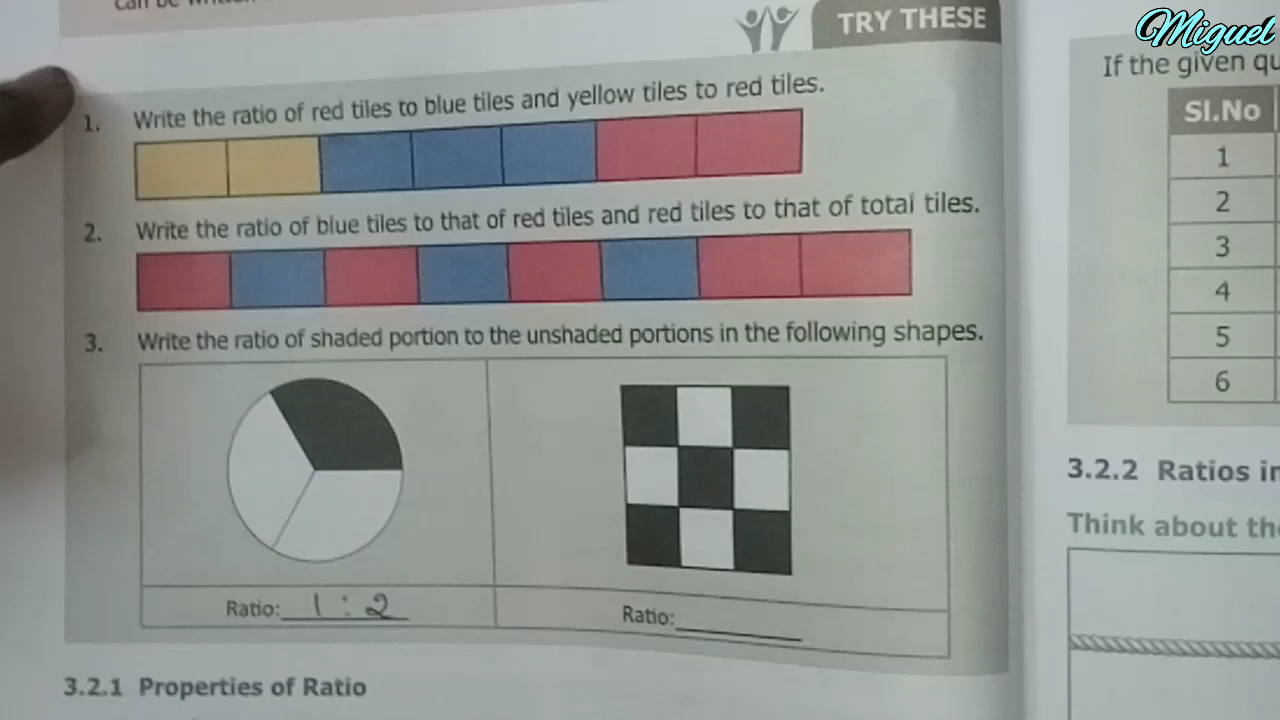 TRY THESE
1. Write the ratio of red tiles to blue tiles and yellow tiles to red tiles.
2. Write the ratio of blue tiles to that of red tiles and red tiles to that of total tiles.
3. Write the ratio of shaded portion to the unshaded portions in the following shapes.
Ratio: 1 : 2
Ratio:
3.2.1 Properties of Ratio
Miguel
If the given
Sl.No
1
2
3
4
5
6
3.2.2 Ratios
Think about